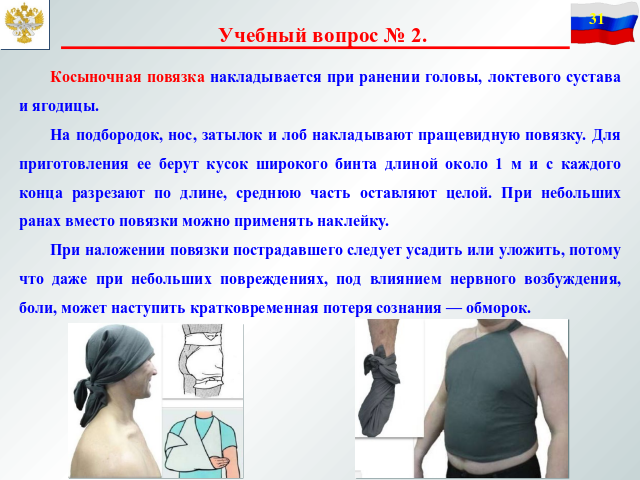 Учебный вопрос № 2.
31
Косыночная повязка накладывается при ранении головы, локтевого сустава
и ягодицы.
На подбородок, нос, затылок и лоб накладывают пращевидную повязку. Для
приготовления ее берут кусок широкого бинта длиной около 1 м и с каждого
конца разрезают по длине, среднюю часть оставляют целой. При небольших
ранах вместо повязки можно применять наклейку.
При наложении повязки пострадавшего следует усадить или уложить, потому
что даже при небольших повреждениях, под влиянием нервного возбуждения,
боли, может наступить кратковременная потеря сознания — обморок.